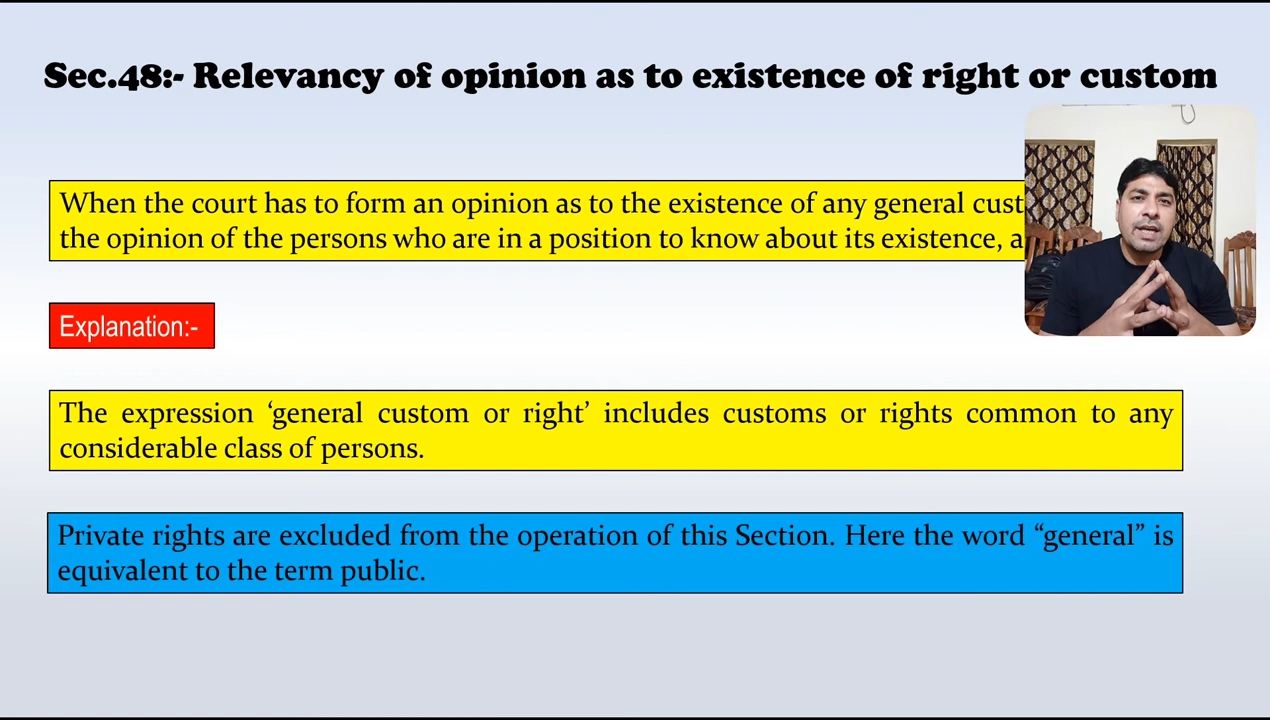 Sec.48:- Relevancy of opinion as to existence of right or custom
When the court has to form an opinion as to the existence of any general
the opinion of the persons who are in a position to know about its existence,
Explanation:-
The expression ‘general custom or right’ includes customs or rights common to any
considerable class of persons.
Private rights are excluded from the operation of this Section. Here the word “general” is
equivalent to the term public.